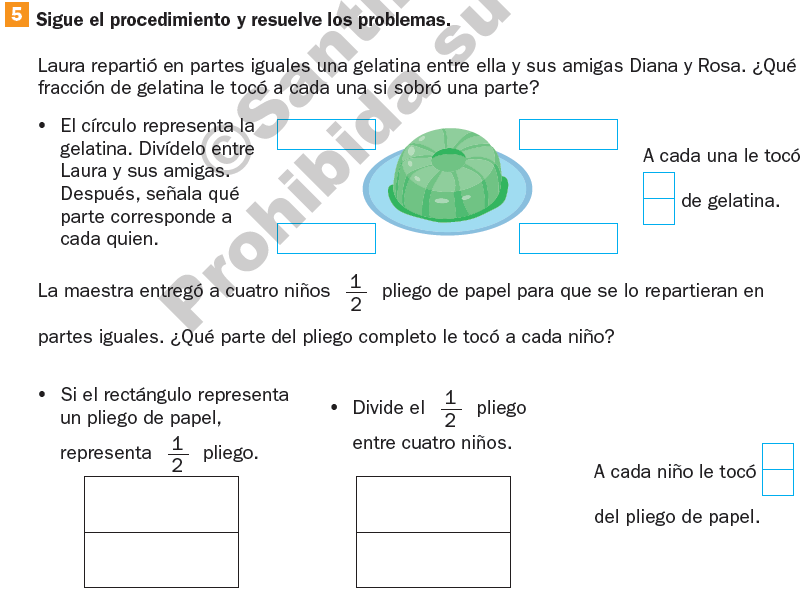 5 Sigue el procedimiento y resuelve los problemas.
Laura repartió en partes iguales una gelatina entre ella y sus amigas Diana y Rosa. ¿Qué
fracción de gelatina le tocó a cada una si sobró una parte?
• El círculo representa la
gelatina. Divídelo entre
Laura y sus amigas.
Después, señala qué
parte corresponde a
cada quien.
A cada una le tocó
de gelatina.
La maestra entregó a cuatro niños 1/2 pliego de papel para que se lo repartieran en
partes iguales. ¿Qué parte del pliego completo le tocó a cada niño?
• Si el rectángulo representa
un pliego de papel,
representa 1/2 pliego.
• Divide el 1/2 pliego
entre cuatro niños.
A cada niño le tocó
del pliego de papel.
Prohibida su